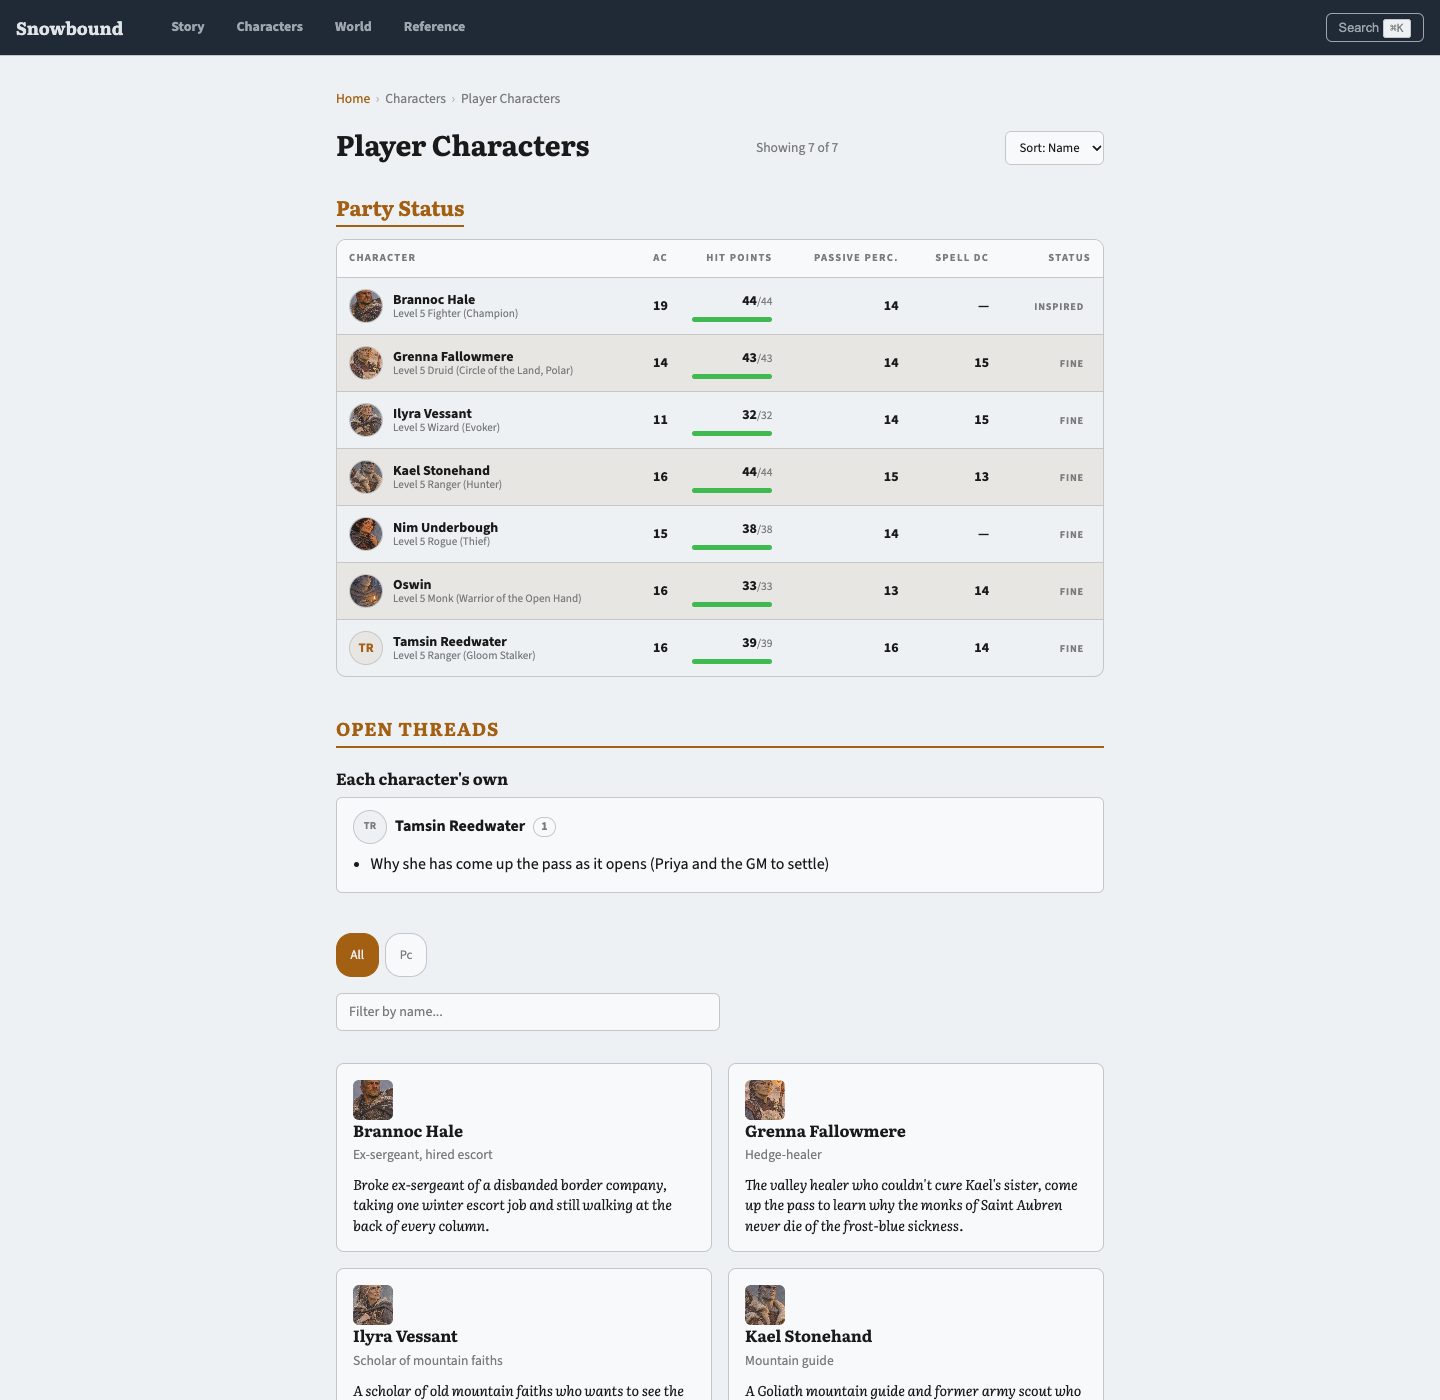 Snowbound
Story Characters World Reference
Search ⌘K
Home › Characters › Player Characters
Player Characters
Showing 7 of 7
Sort: Name
Party Status
CHARACTER AC HIT POINTS PASSIVE PERC. SPELL DC STATUS
Brannoc Hale
Level 5 Fighter (Champion)
19 44/44 14 — INSPIRED
Grenna Fallowmere
Level 5 Druid (Circle of the Land, Polar)
14 43/43 14 15 FINE
Ilyra Vessant
Level 5 Wizard (Evoker)
11 32/32 14 15 FINE
Kael Stonehand
Level 5 Ranger (Hunter)
16 44/44 15 13 FINE
Nim Underbough
Level 5 Rogue (Thief)
15 38/38 14 — FINE
Oswin
Level 5 Monk (Warrior of the Open Hand)
16 33/33 13 14 FINE
TR
Tamsin Reedwater
Level 5 Ranger (Gloom Stalker)
16 39/39 16 14 FINE
OPEN THREADS
Each character's own
TR Tamsin Reedwater 1
• Why she has come up the pass as it opens (Priya and the GM to settle)
All Pc
Filter by name...
Brannoc Hale
Ex-sergeant, hired escort
Broke ex-sergeant of a disbanded border company,
taking one winter escort job and still walking at the
back of every column.
Grenna Fallowmere
Hedge-healer
The valley healer who couldn't cure Kael's sister, come
up the pass to learn why the monks of Saint Aubren
never die of the frost-blue sickness.
Ilyra Vessant
Scholar of mountain faiths
A scholar of old mountain faiths who wants to see the
Kael Stonehand
Mountain guide
A Goliath mountain guide and former army scout who